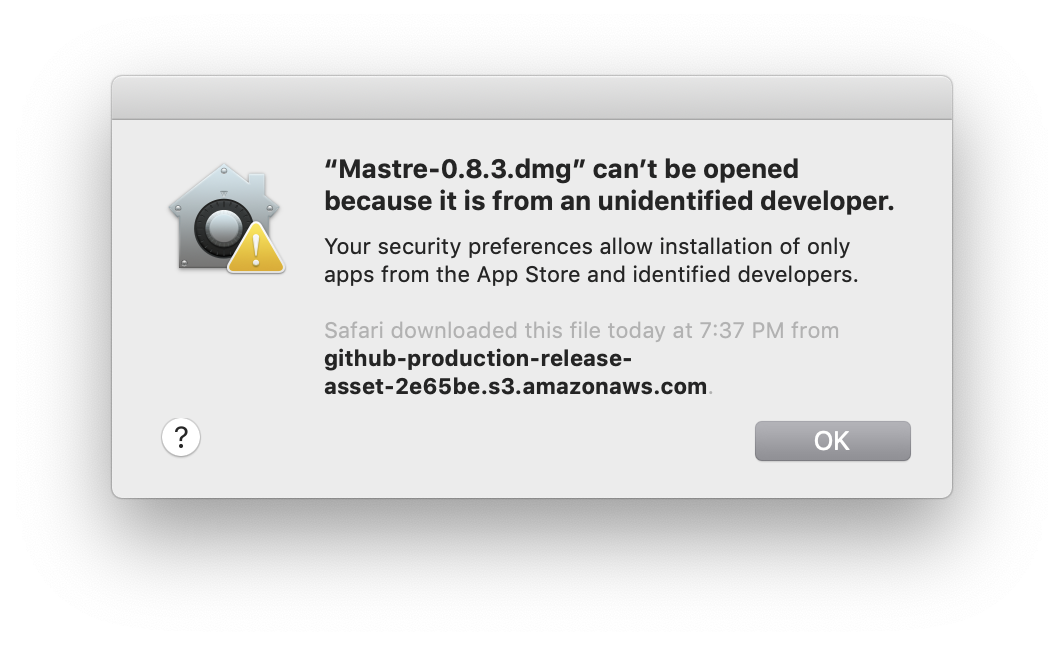 “Mastre-0.8.3.dmg” can’t be opened
because it is from an unidentified developer.
Your security preferences allow installation of only
apps from the App Store and identified developers.
Safari downloaded this file today at 7:37 PM from
github-production-release-
asset-2e65be.s3.amazonaws.com.
?
OK